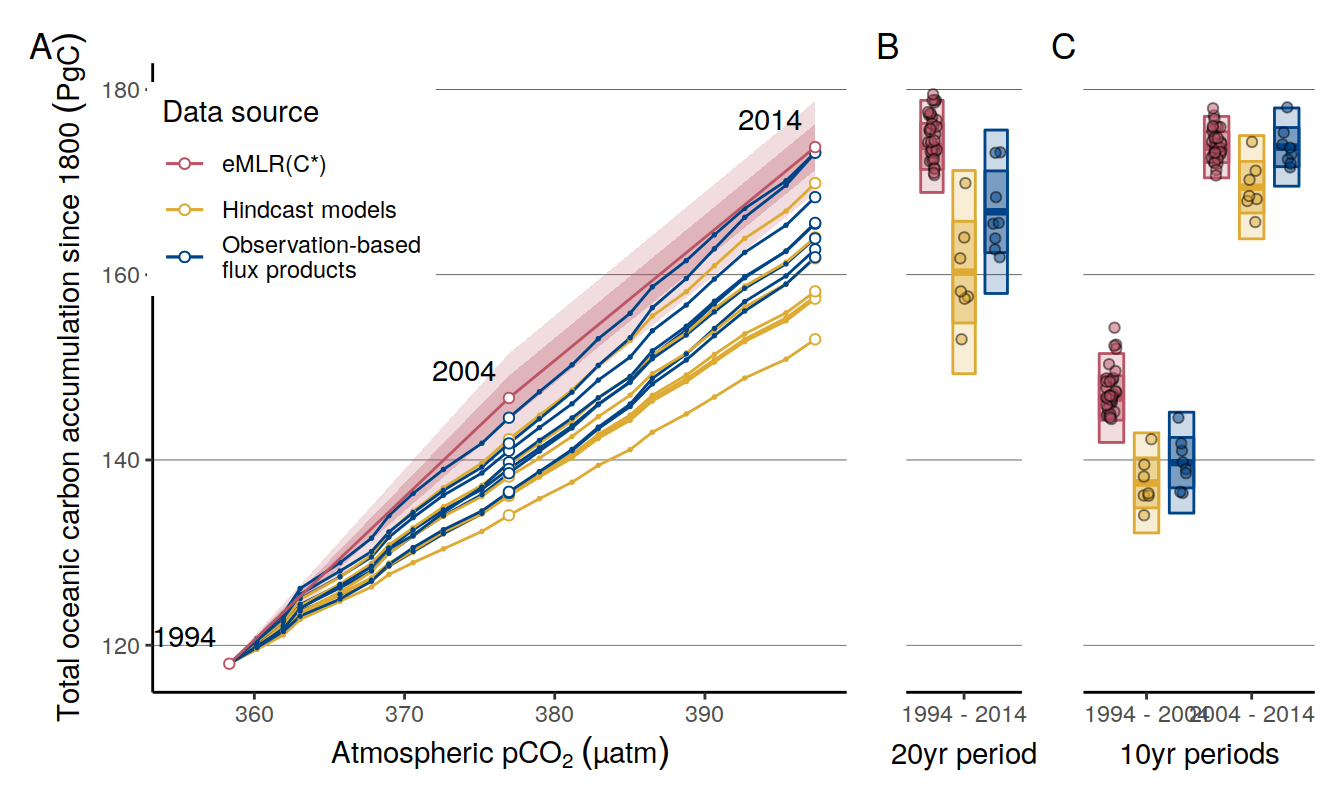 A
B
C
Total oceanic carbon accumulation since 1800 (PgC)
180
160
140
120
Data source
eMLR(C*)
Hindcast models
Observation-based
flux products
1994
2004
2014
360
370
380
390
Atmospheric pCO₂ (µatm)
1994 - 2014
20yr period
1994 - 2004
2004 - 2014
10yr periods